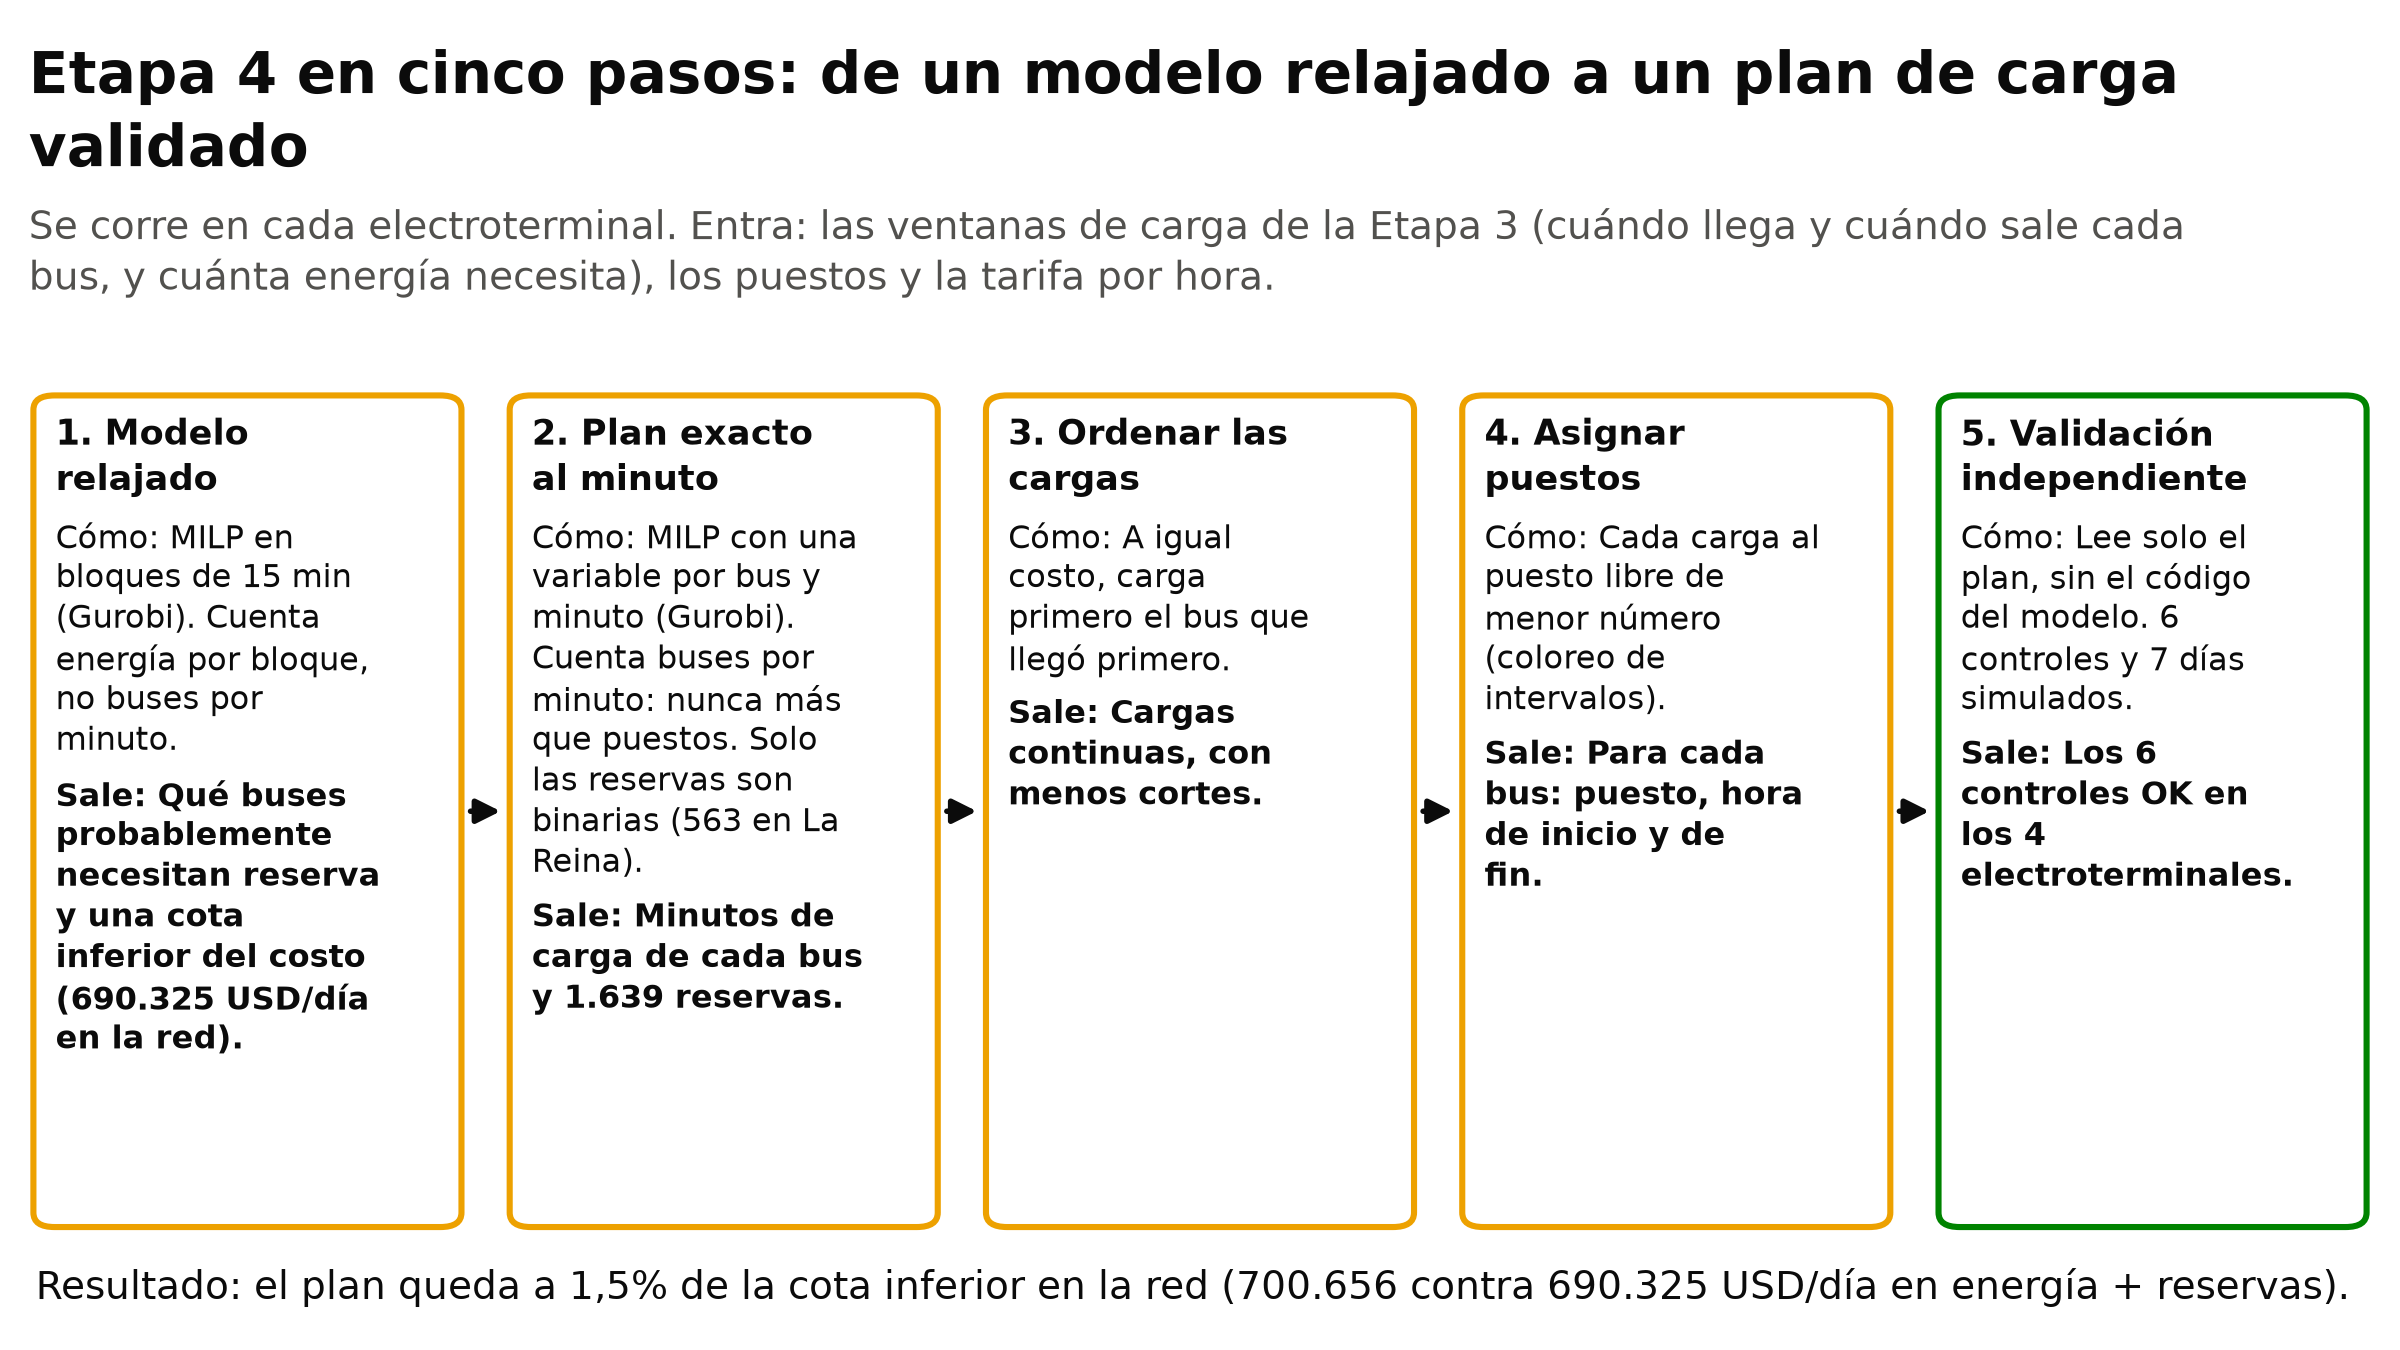 Etapa 4 en cinco pasos: de un modelo relajado a un plan de carga
validado
Se corre en cada electroterminal. Entra: las ventanas de carga de la Etapa 3 (cuándo llega y cuándo sale cada
bus, y cuánta energía necesita), los puestos y la tarifa por hora.
1. Modelo
relajado
Cómo: MILP en
bloques de 15 min
(Gurobi). Cuenta
energía por bloque,
no buses por
minuto.
Sale: Qué buses
probablemente
necesitan reserva
y una cota
inferior del costo
(690.325 USD/día
en la red).
2. Plan exacto
al minuto
Cómo: MILP con una
variable por bus y
minuto (Gurobi).
Cuenta buses por
minuto: nunca más
que puestos. Solo
las reservas son
binarias (563 en La
Reina).
Sale: Minutos de
carga de cada bus
y 1.639 reservas.
3. Ordenar las
cargas
Cómo: A igual
costo, carga
primero el bus que
llegó primero.
Sale: Cargas
continuas, con
menos cortes.
4. Asignar
puestos
Cómo: Cada carga al
puesto libre de
menor número
(coloreo de
intervalos).
Sale: Para cada
bus: puesto, hora
de inicio y de
fin.
5. Validación
independiente
Cómo: Lee solo el
plan, sin el código
del modelo. 6
controles y 7 días
simulados.
Sale: Los 6
controles OK en
los 4
electroterminales.
Resultado: el plan queda a 1,5% de la cota inferior en la red (700.656 contra 690.325 USD/día en energía + reservas).